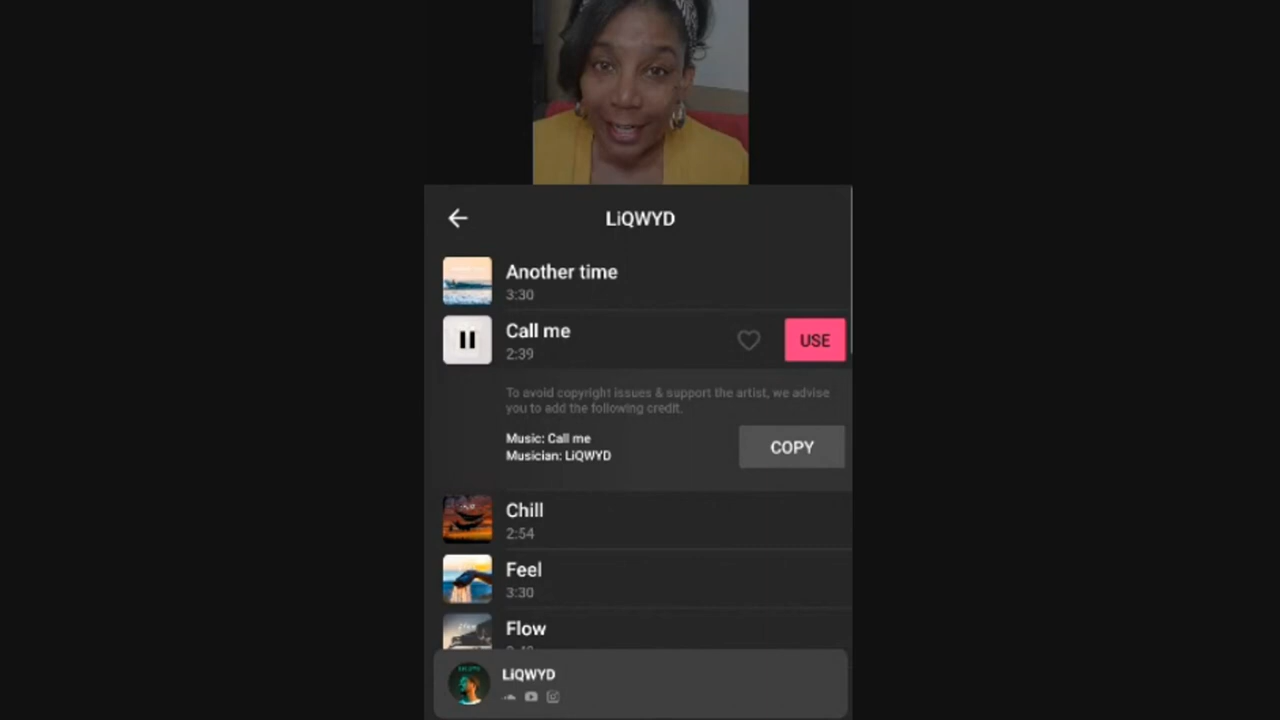 LiQWYD
Another time
3:30
Call me
2:39
USE
To avoid copyright issues & support the artist, we advise
you to add the following credit.
Music: Call me
Musician: LiQWYD
COPY
Chill
2:54
Feel
3:30
Flow
LiQWYD